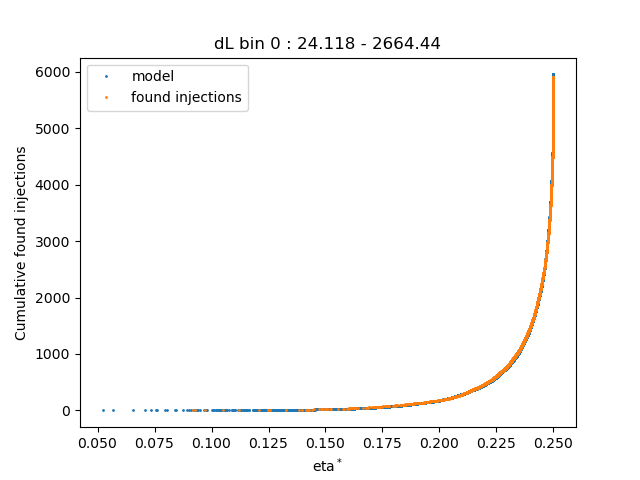 dL bin 0 : 24.118 - 2664.44
model
found injections
Cumulative found injections
6000
5000
4000
3000
2000
1000
0
0.050 0.075 0.100 0.125 0.150 0.175 0.200 0.225 0.250
eta*